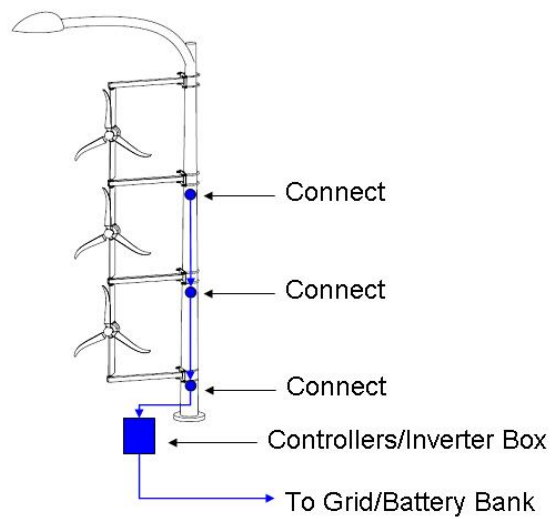 Connect
Connect
Connect
Controllers/Inverter Box
To Grid/Battery Bank